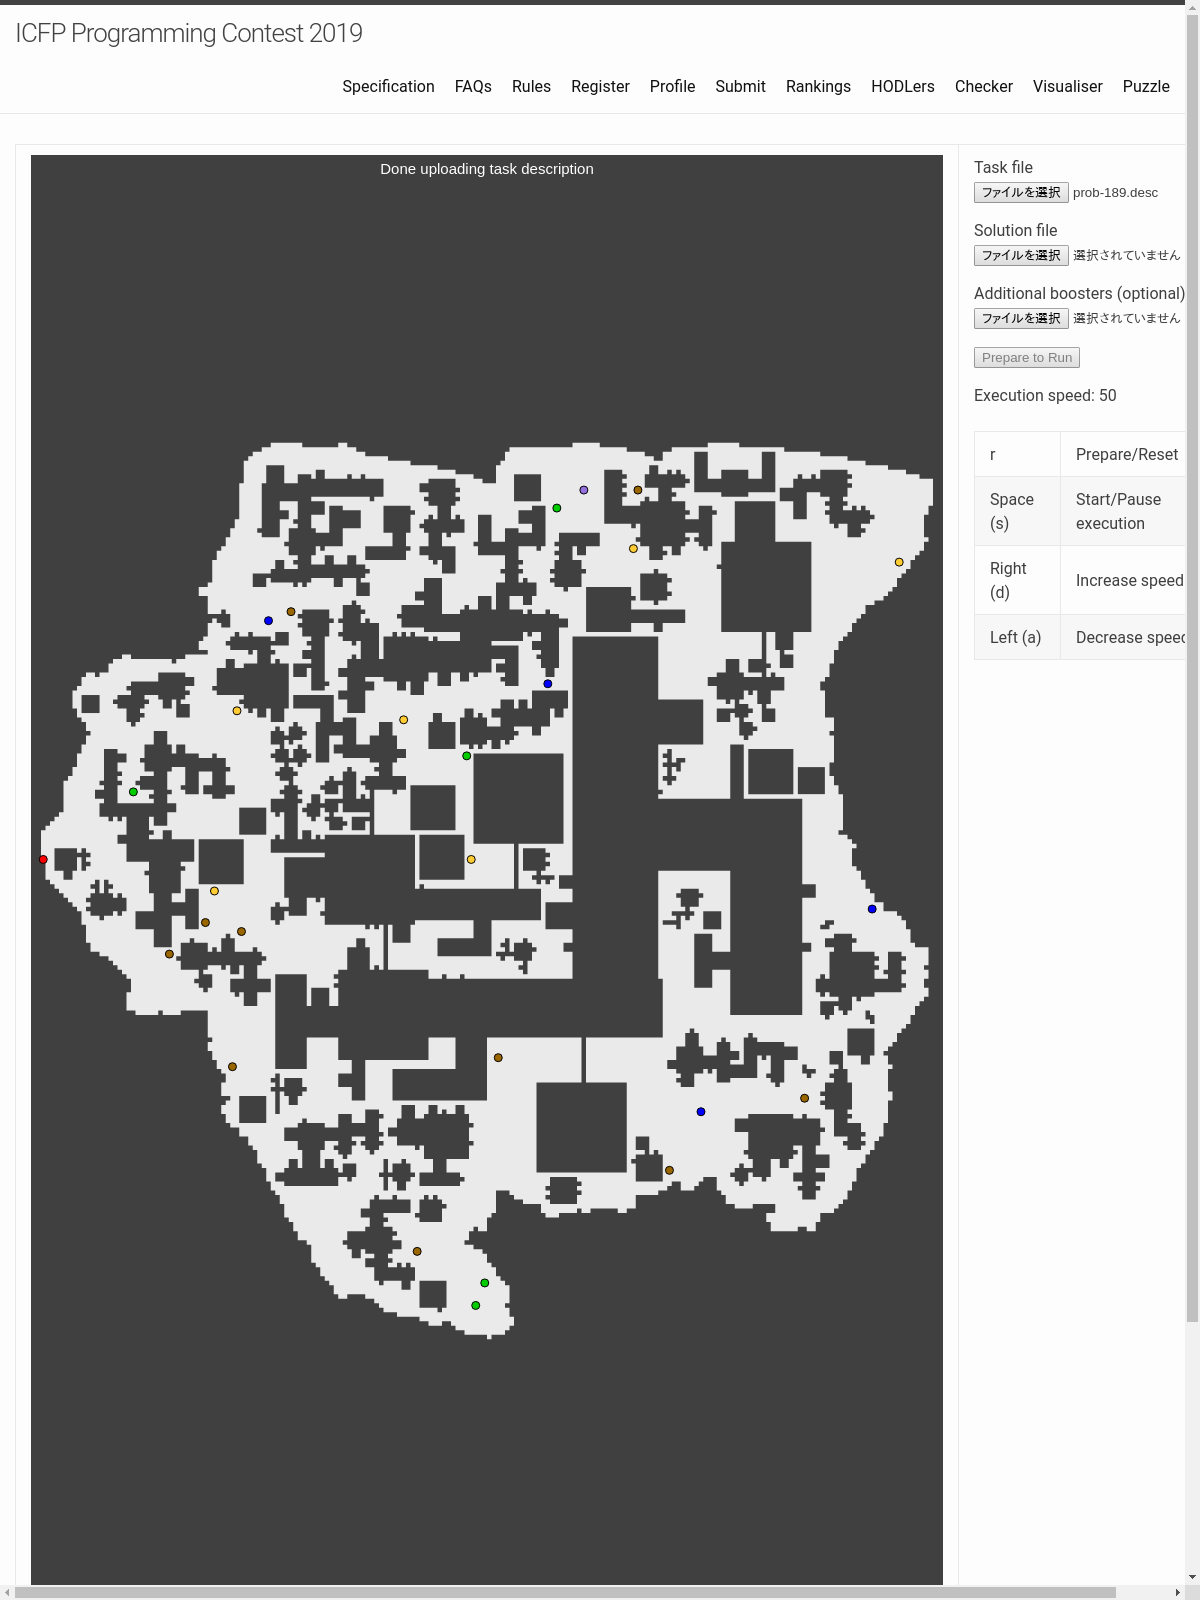 ICFP Programming Contest 2019
Specification FAQs Rules Register Profile Submit Rankings HODLers Checker Visualiser Puzzle
Done uploading task description
Task file
ファイルを選択 prob-189.desc
Solution file
ファイルを選択 選択されていません
Additional boosters (optional)
ファイルを選択 選択されていません
Prepare to Run
Execution speed: 50
r Prepare/Reset
Space (s) Start/Pause execution
Right (d) Increase speed
Left (a) Decrease speed